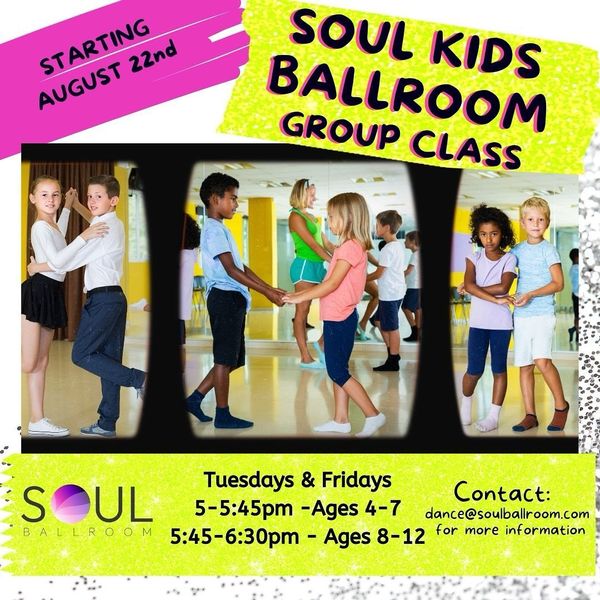 STARTING
AUGUST 22nd
SOUL KIDS
BALLROOM
GROUP CLASS
SOUL
BALLROOM
Tuesdays & Fridays
5-5:45pm -Ages 4-7
5:45-6:30pm - Ages 8-12
Contact:
dance@soulballroom.com
for more information